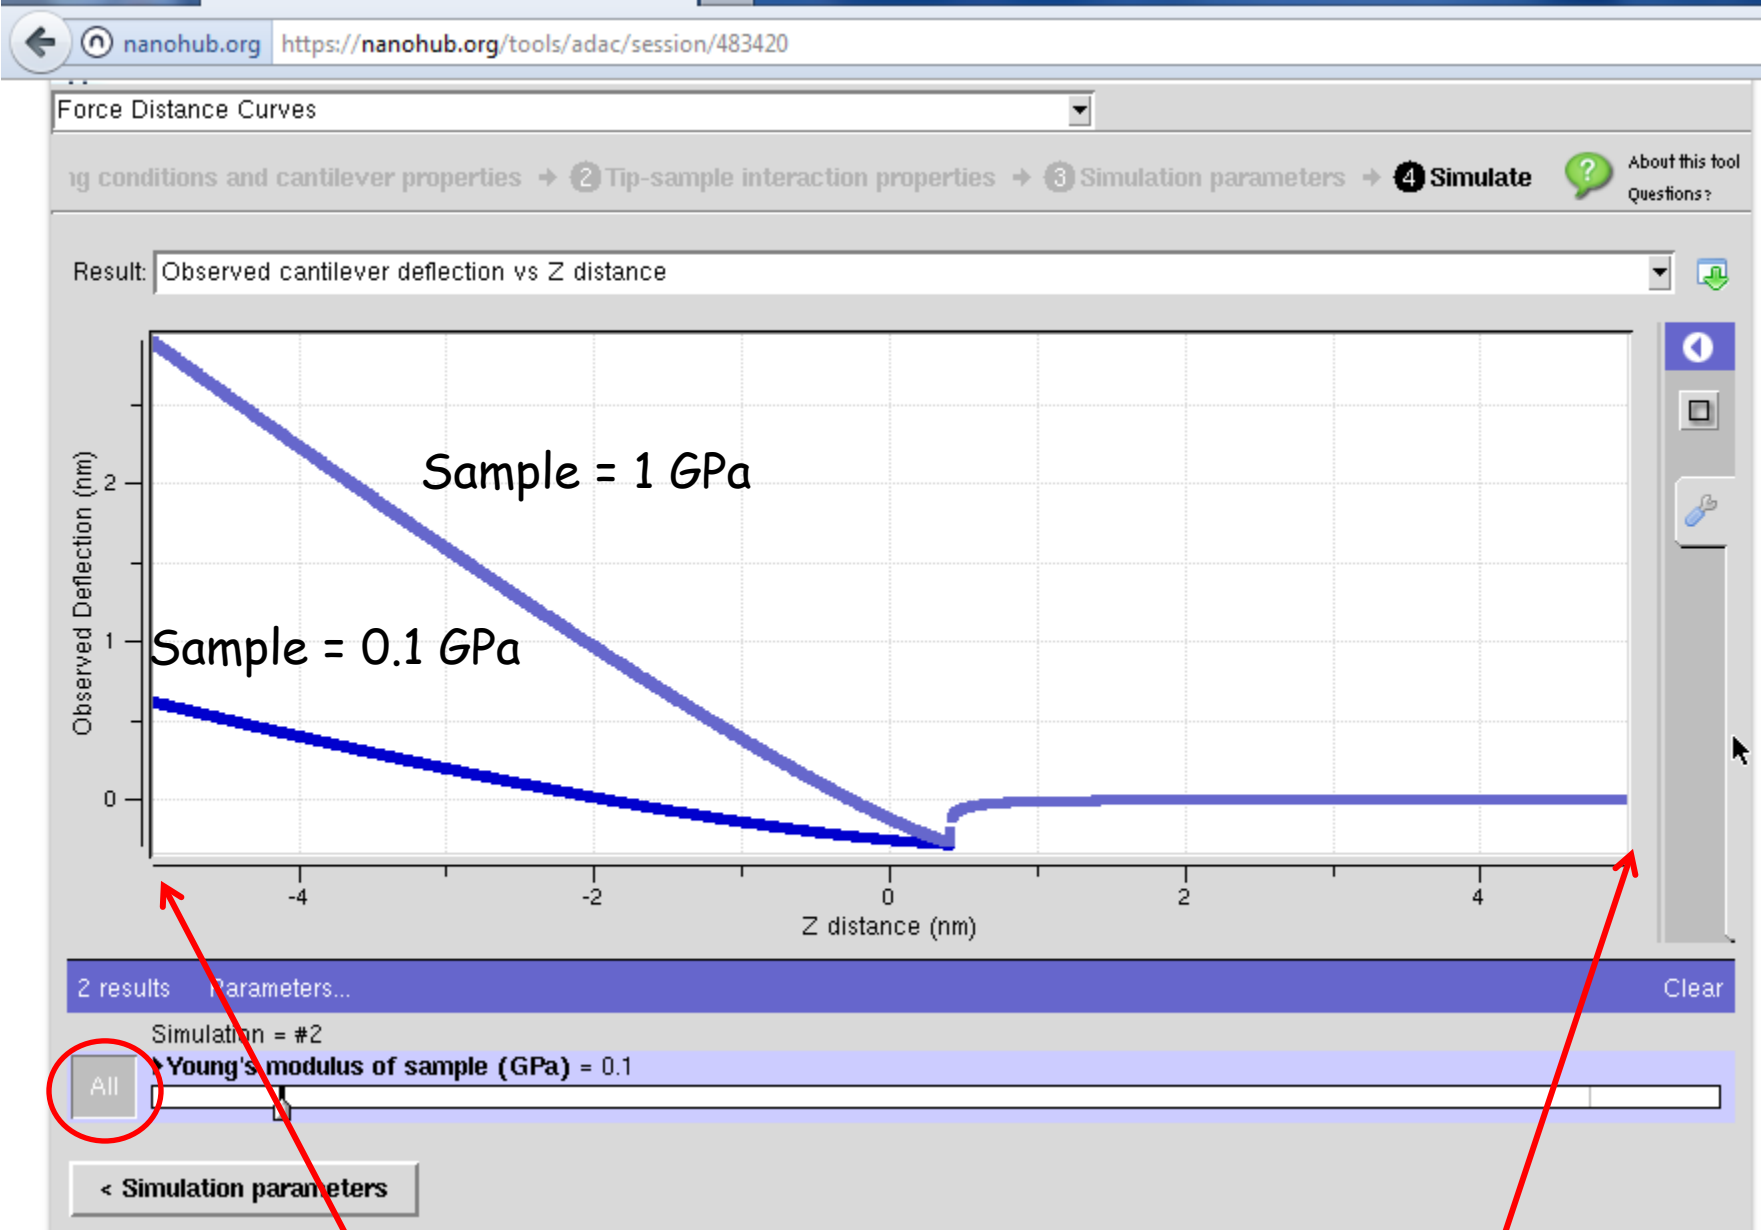 nanohub.org https://nanohub.org/tools/adac/session/483420
Force Distance Curves
ng conditions and cantilever properties → 2 Tip-sample interaction properties → 3 Simulation parameters → 4 Simulate
About this tool
Questions?
Result: Observed cantilever deflection vs Z distance
Sample = 1 GPa
Sample = 0.1 GPa
Observed Deflection (nm)
2
1
0
-4 -2 0 2 4
Z distance (nm)
2 results Parameters... Clear
Simulation = #2
Young's modulus of sample (GPa) = 0.1
All
< Simulation parameters